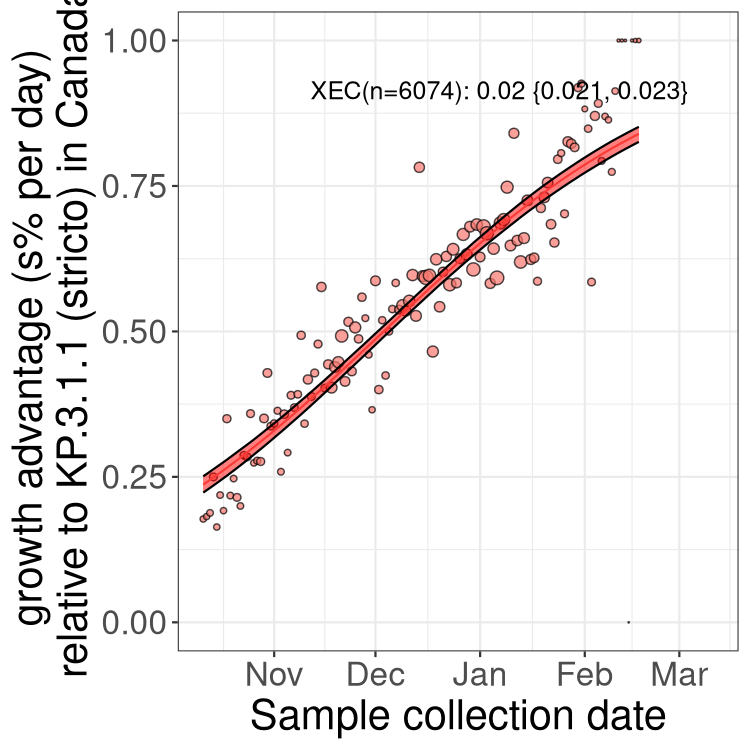 growth advantage (s% per day)
relative to KP.3.1.1 (stricto) in Canada
1.00
0.75
0.50
0.25
0.00
XEC(n=6074): 0.02 {0.021, 0.023}
Nov Dec Jan Feb Mar
Sample collection date